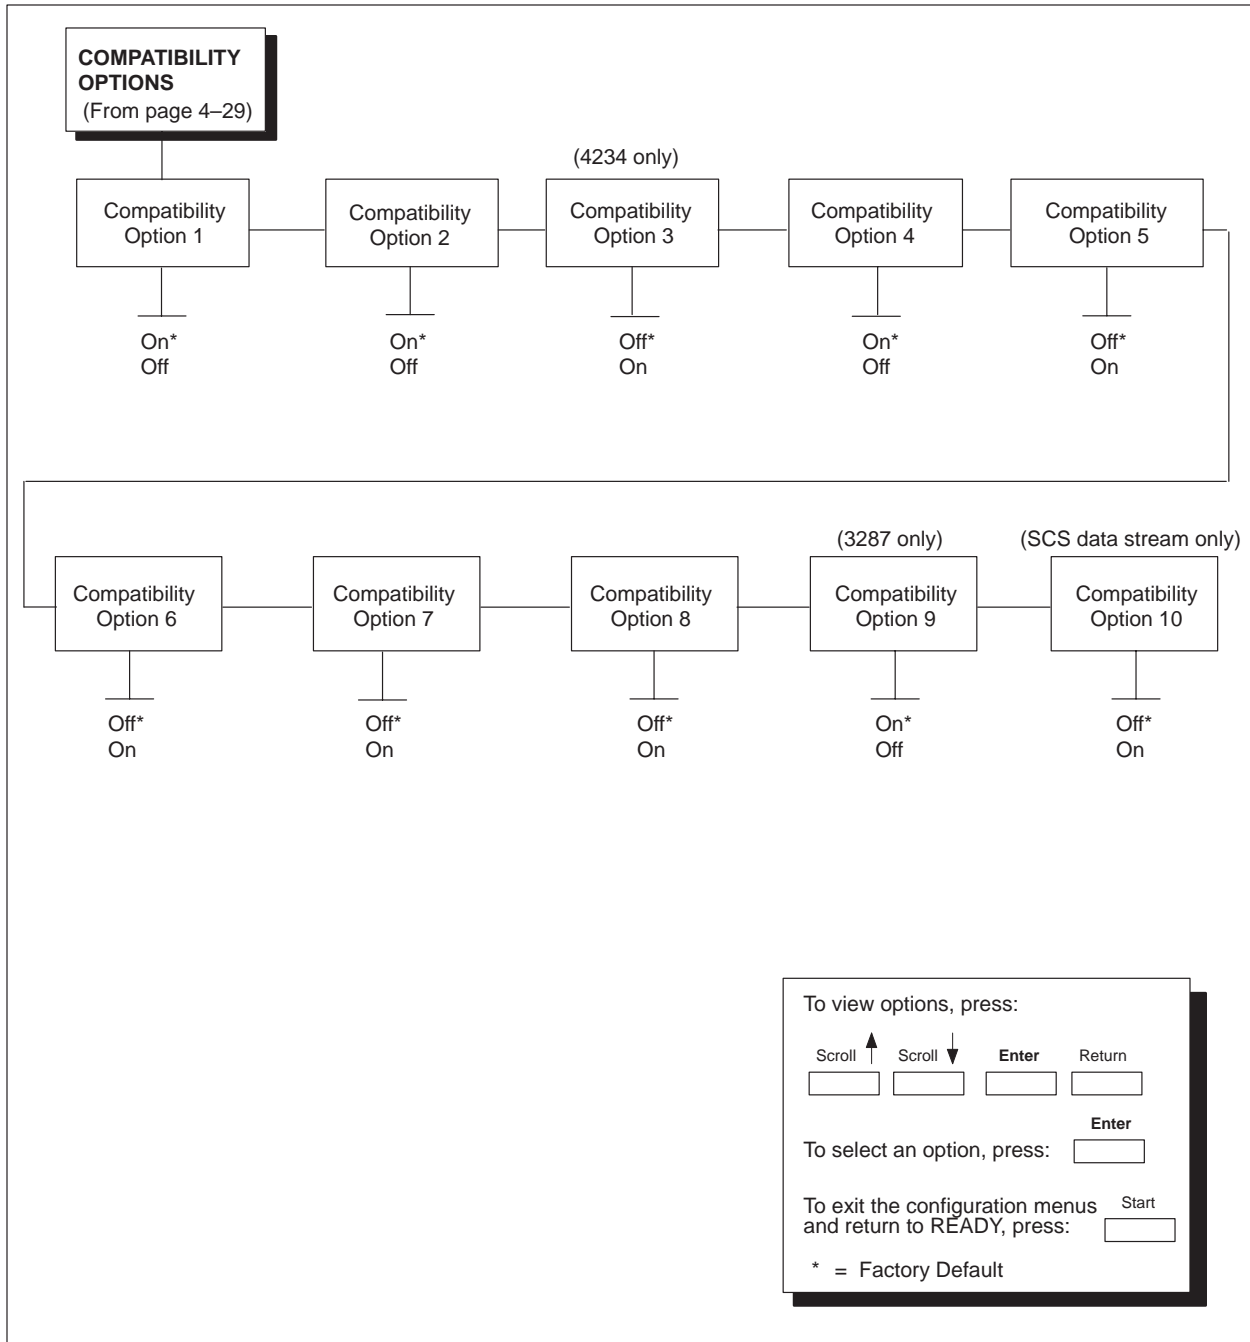 COMPATIBILITY
OPTIONS
(From page 4–29)
(4234 only)
Compatibility
Option 1
Compatibility
Option 2
Compatibility
Option 3
Compatibility
Option 4
Compatibility
Option 5
On*
Off
On*
Off
Off*
On
On*
Off
Off*
On
(3287 only)
(SCS data stream only)
Compatibility
Option 6
Compatibility
Option 7
Compatibility
Option 8
Compatibility
Option 9
Compatibility
Option 10
Off*
On
Off*
On
Off*
On
On*
Off
Off*
On
To view options, press:
Scroll
Scroll
Enter
Return
Enter
To select an option, press:
To exit the configuration menus
and return to READY, press:
Start
* = Factory Default